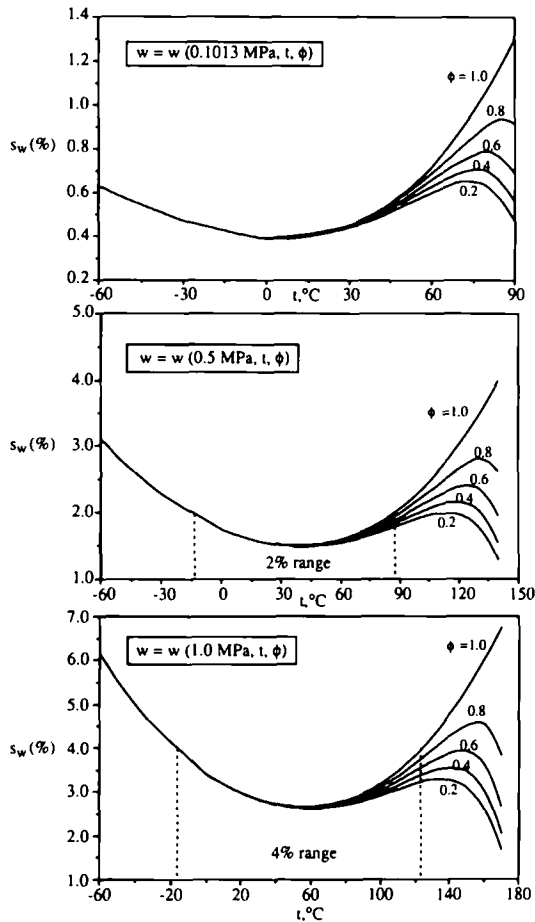 1.4
w = w (0.1013 MPa, t, ϕ)
ϕ = 1.0
1.2
1.0
0.8
s_w (%)
0.8
0.6
0.4
0.6
0.2
0.4
0.2
-60 -30 0 t,°C 30 60 90
5.0
w = w (0.5 MPa, t, ϕ)
4.0
ϕ =1.0
s_w (%)
3.0
0.8
0.6
0.4
2.0
0.2
2% range
1.0
-60 -30 0 30 60 90 120 150
t,°C
7.0
w = w (1.0 MPa, t, ϕ)
ϕ =1.0
6.0
5.0
0.8
s_w (%)
4.0
0.6
0.4
3.0
0.2
2.0
4% range
1.0
-60 -20 20 60 100 140 180
t,°C